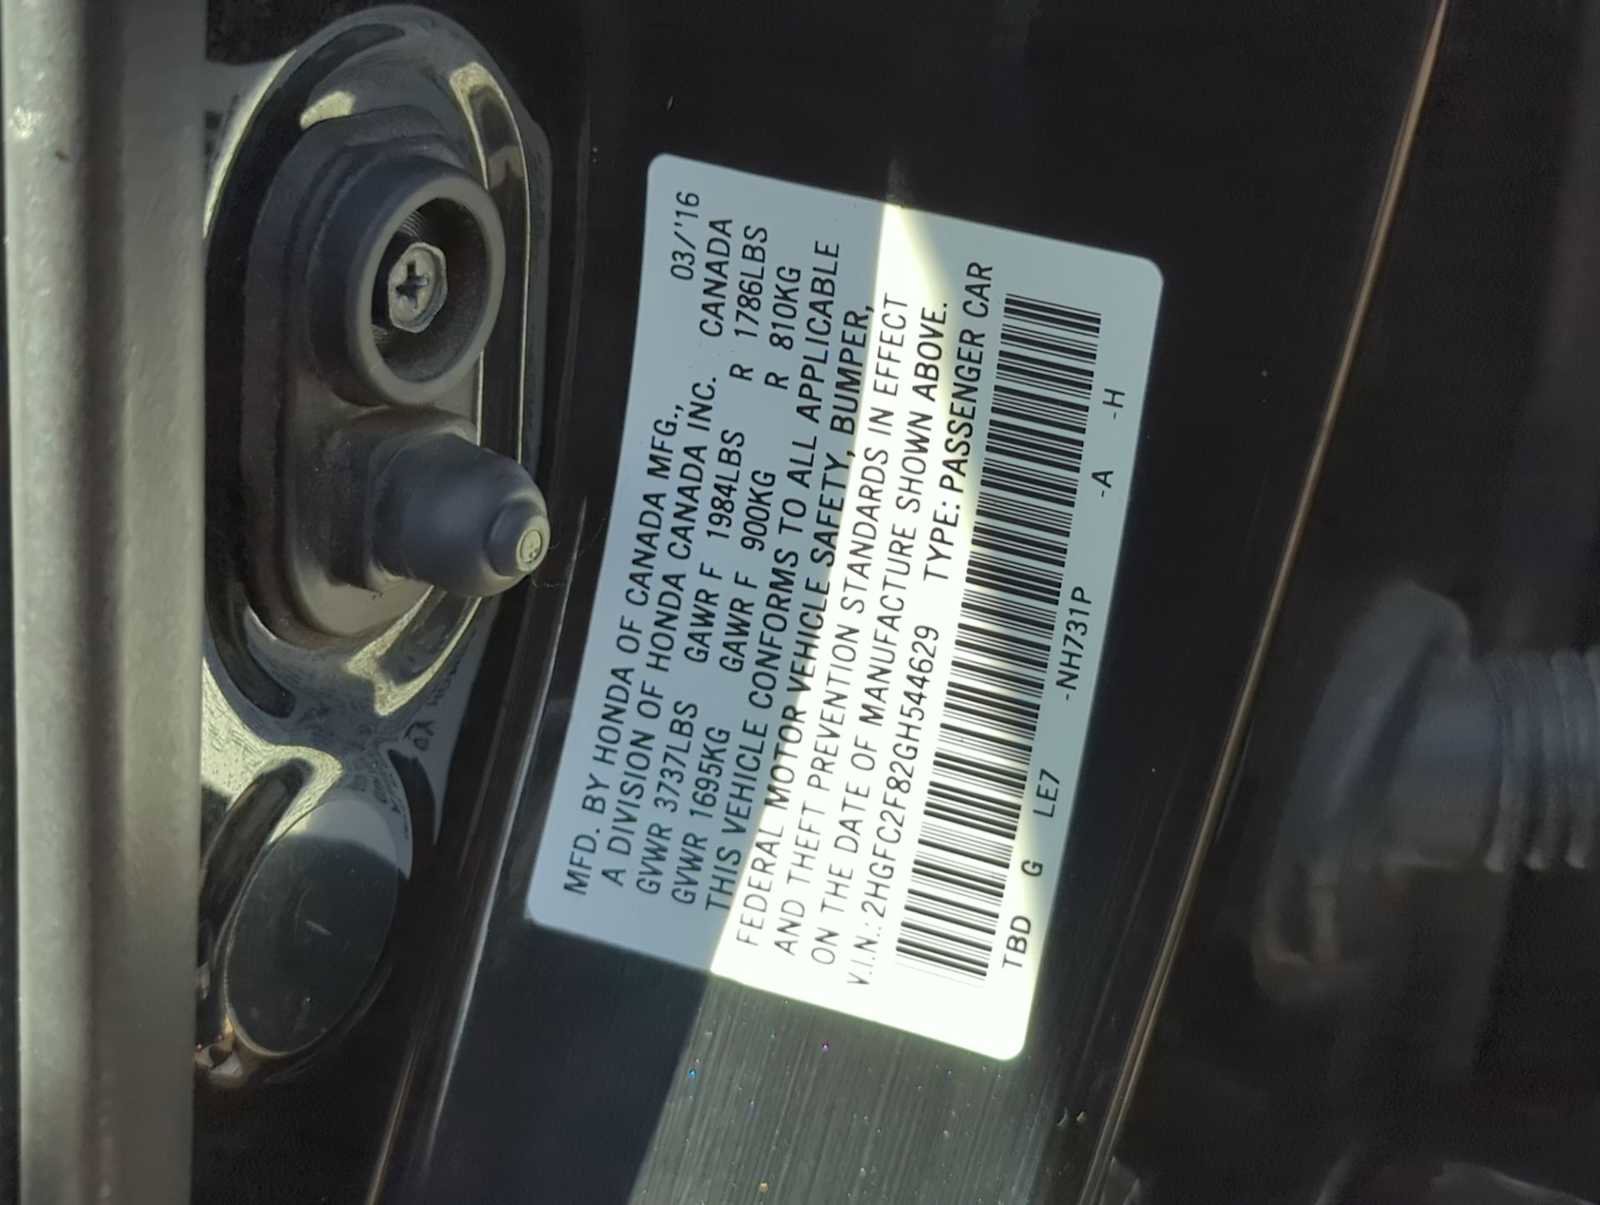 MFD. BY HONDA OF CANADA MFG., 03/'16
A DIVISION OF HONDA CANADA INC. CANADA
GVWR 3737LBS GAWR F 1984LBS R 1786LBS
GVWR 1695KG GAWR F 900KG R 810KG
THIS VEHICLE CONFORMS TO ALL APPLICABLE
FEDERAL MOTOR VEHICLE SAFETY, BUMPER,
AND THEFT PREVENTION STANDARDS IN EFFECT
ON THE DATE OF MANUFACTURE SHOWN ABOVE.
V.I.N.: 2HGFC2F82GH544629 TYPE: PASSENGER CAR
TBD G LE7 -NH731P -A -H